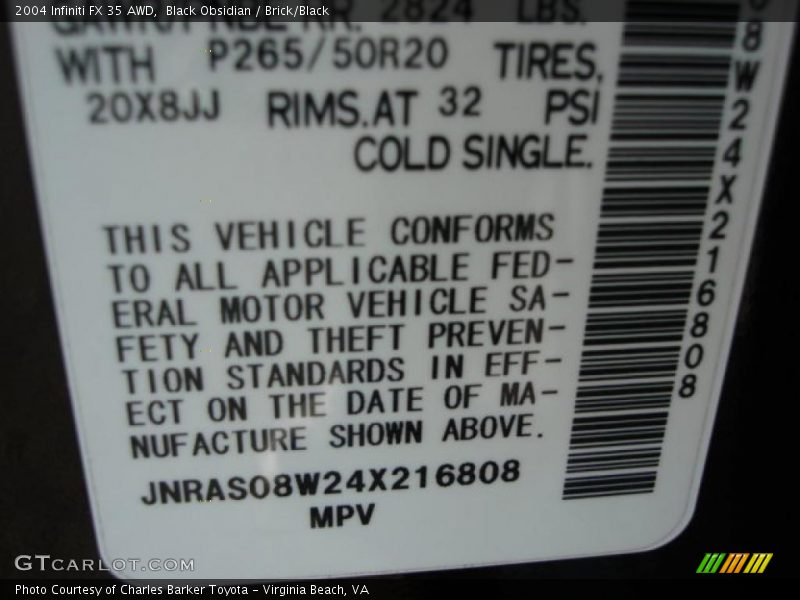 2004 Infiniti FX 35 AWD, Black Obsidian / Brick/Black
RR. 2824 LBS.
WITH P265/50R20 TIRES,
20X8JJ RIMS.AT 32 PSI
COLD SINGLE.
THIS VEHICLE CONFORMS
TO ALL APPLICABLE FED-
ERAL MOTOR VEHICLE SA-
FETY AND THEFT PREVEN-
TION STANDARDS IN EFF-
ECT ON THE DATE OF MA-
NUFACTURE SHOWN ABOVE.
JNRAS08W24X216808
MPV
8W24X216808
GTCARLOT.COM
Photo Courtesy of Charles Barker Toyota - Virginia Beach, VA